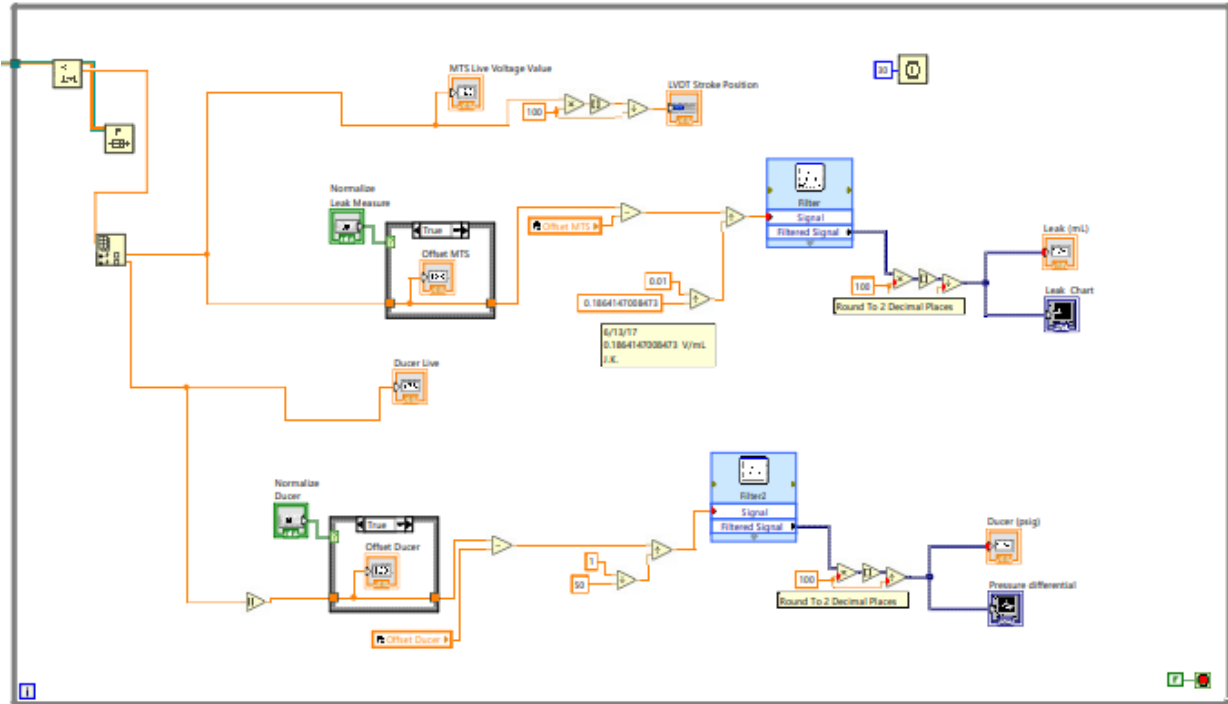 MTS Live Voltage Value
LVDT Stroke Position
100
Normalize
Leak Measure
True
Offset MTS
Offset MTS
0.01
0.1864147008473
6/13/17
0.1864147008473 V/mL
J.K.
Filter
Signal
Filtered Signal
100
Round To 2 Decimal Places
Leak (mL)
Leak Chart
Ducer Live
Normalize
Ducer
True
Offset Ducer
Offset Ducer
1
50
Filter2
Signal
Filtered Signal
100
Round To 2 Decimal Places
Ducer (psig)
Pressure differential
i
F